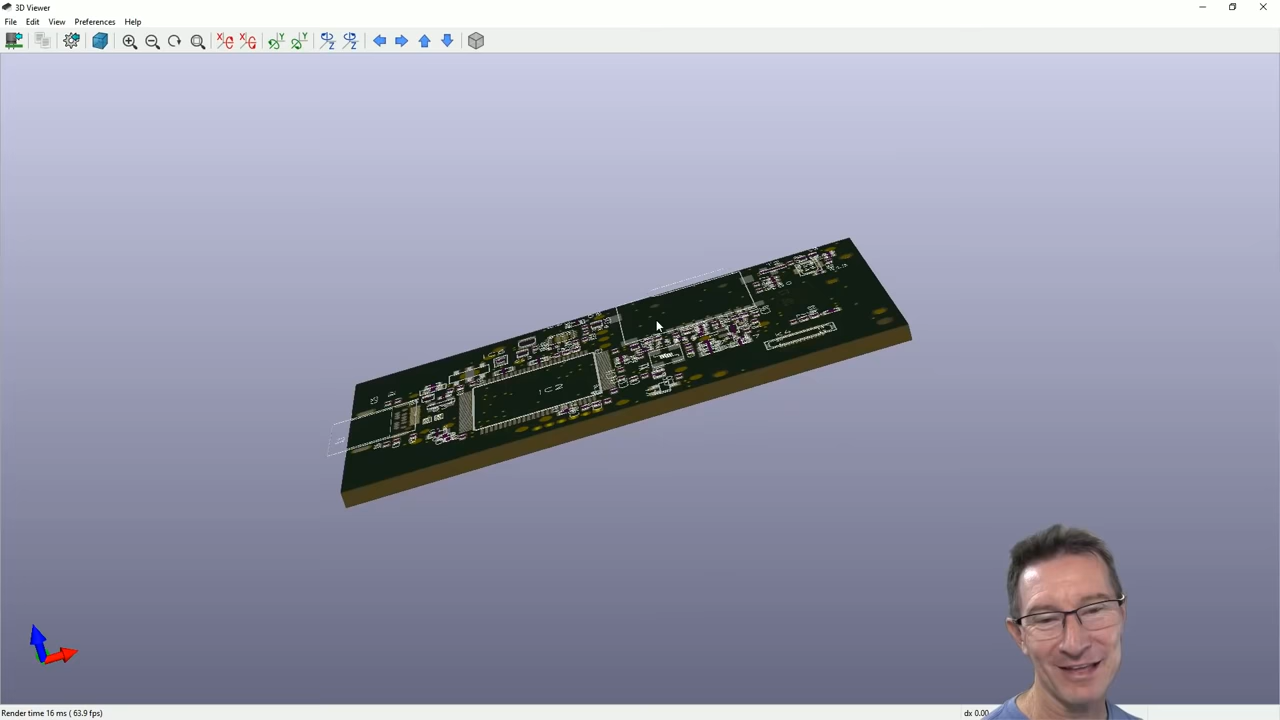 3D Viewer
File Edit View Preferences Help
IC2
Render time 16 ms ( 63.9 fps)
dx 0.00